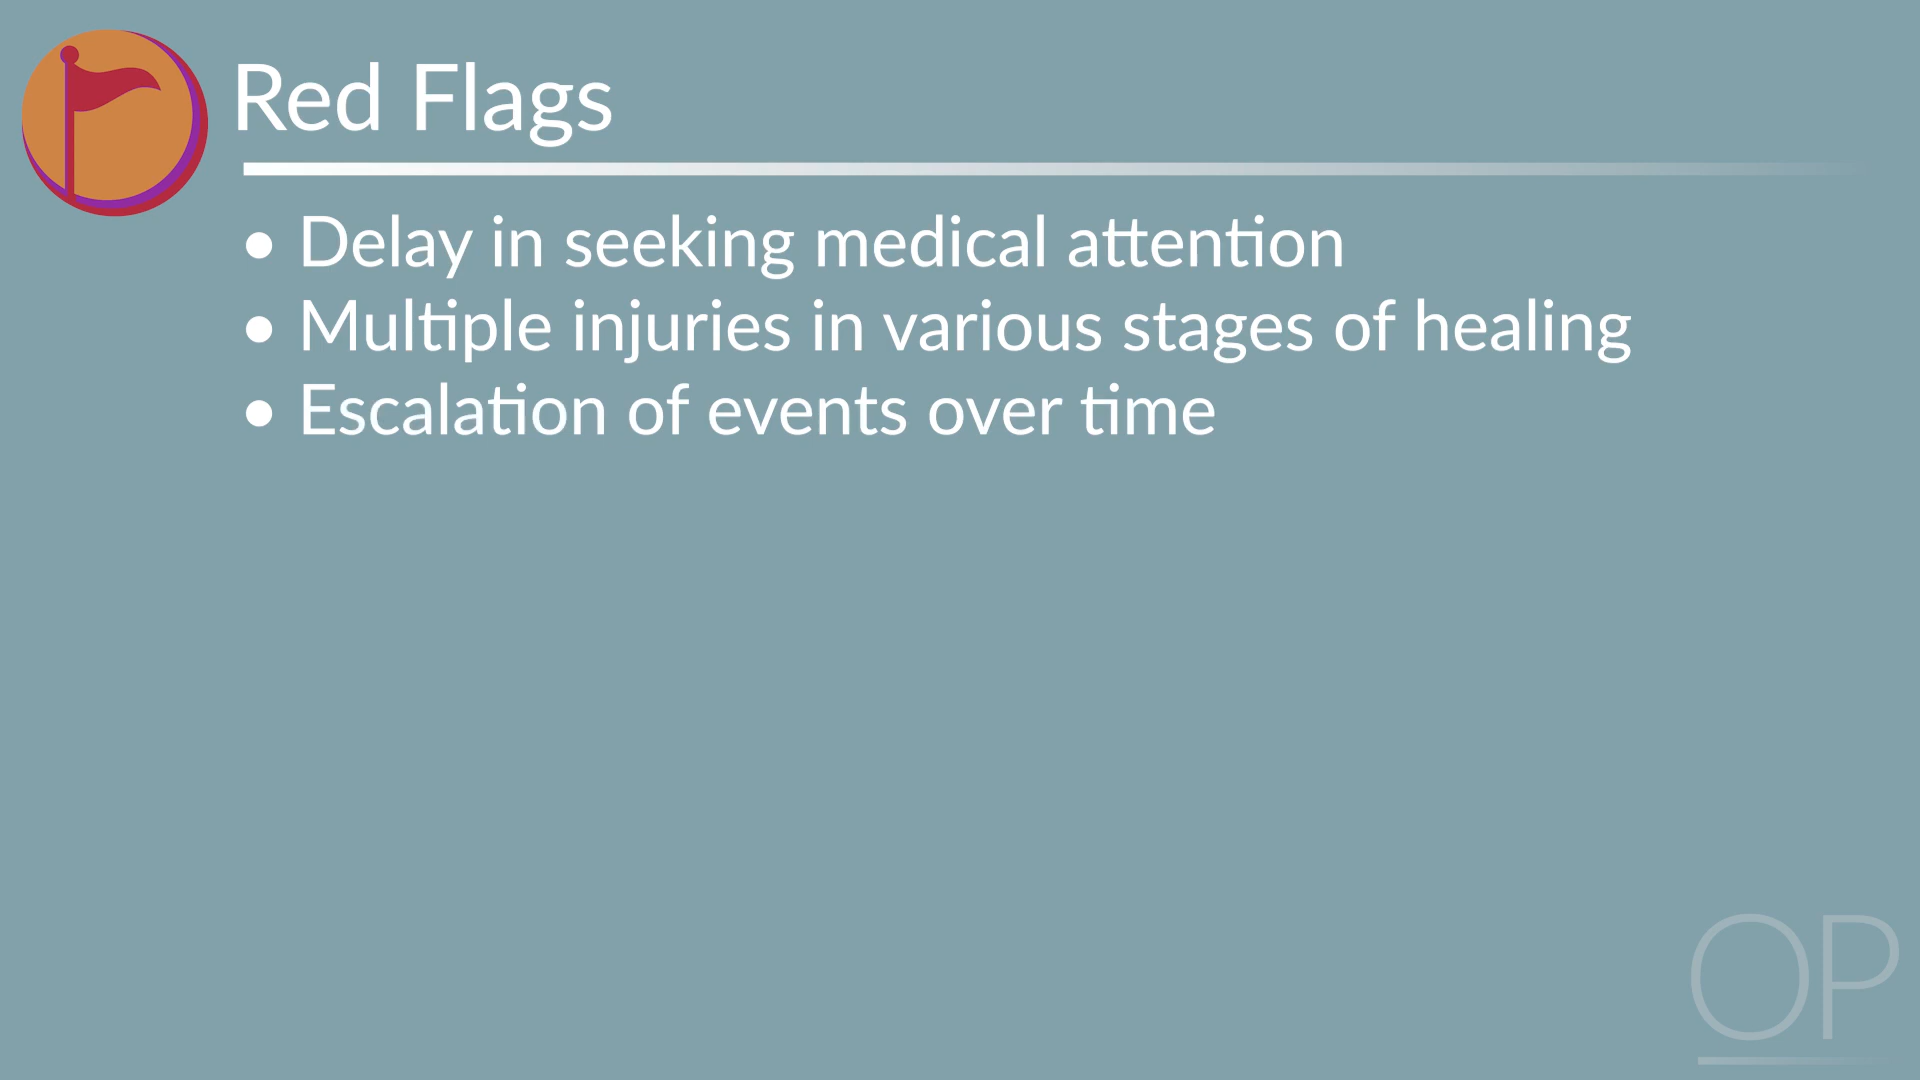 Red Flags
• Delay in seeking medical attention
• Multiple injuries in various stages of healing
• Escalation of events over time
OP